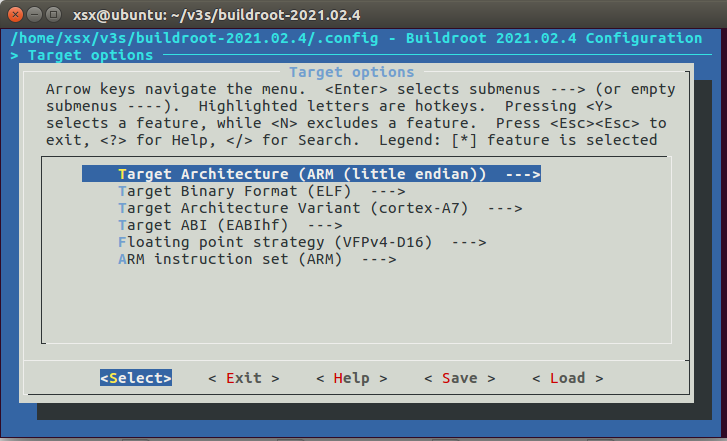 xsx@ubuntu: ~/v3s/buildroot-2021.02.4
/home/xsx/v3s/buildroot-2021.02.4/.config - Buildroot 2021.02.4 Configuration
> Target options
Target options
Arrow keys navigate the menu.  <Enter> selects submenus ---> (or empty
submenus ----).  Highlighted letters are hotkeys.  Pressing <Y>
selects a feature, while <N> excludes a feature.  Press <Esc><Esc> to
exit, <?> for Help, </> for Search.  Legend: [*] feature is selected
Target Architecture (ARM (little endian))  --->
Target Binary Format (ELF)  --->
Target Architecture Variant (cortex-A7)  --->
Target ABI (EABIhf)  --->
Floating point strategy (VFPv4-D16)  --->
ARM instruction set (ARM)  --->
<Select>    < Exit >    < Help >    < Save >    < Load >